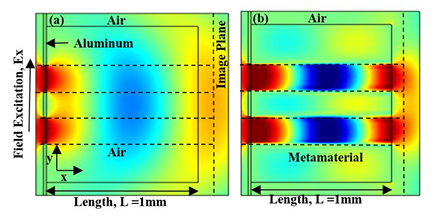 (a)
Air
(b)
Air
Aluminum
Image Plane
Field Excitation, Ex
Air
Metamaterial
y
x
Length, L =1mm
Length, L =1mm